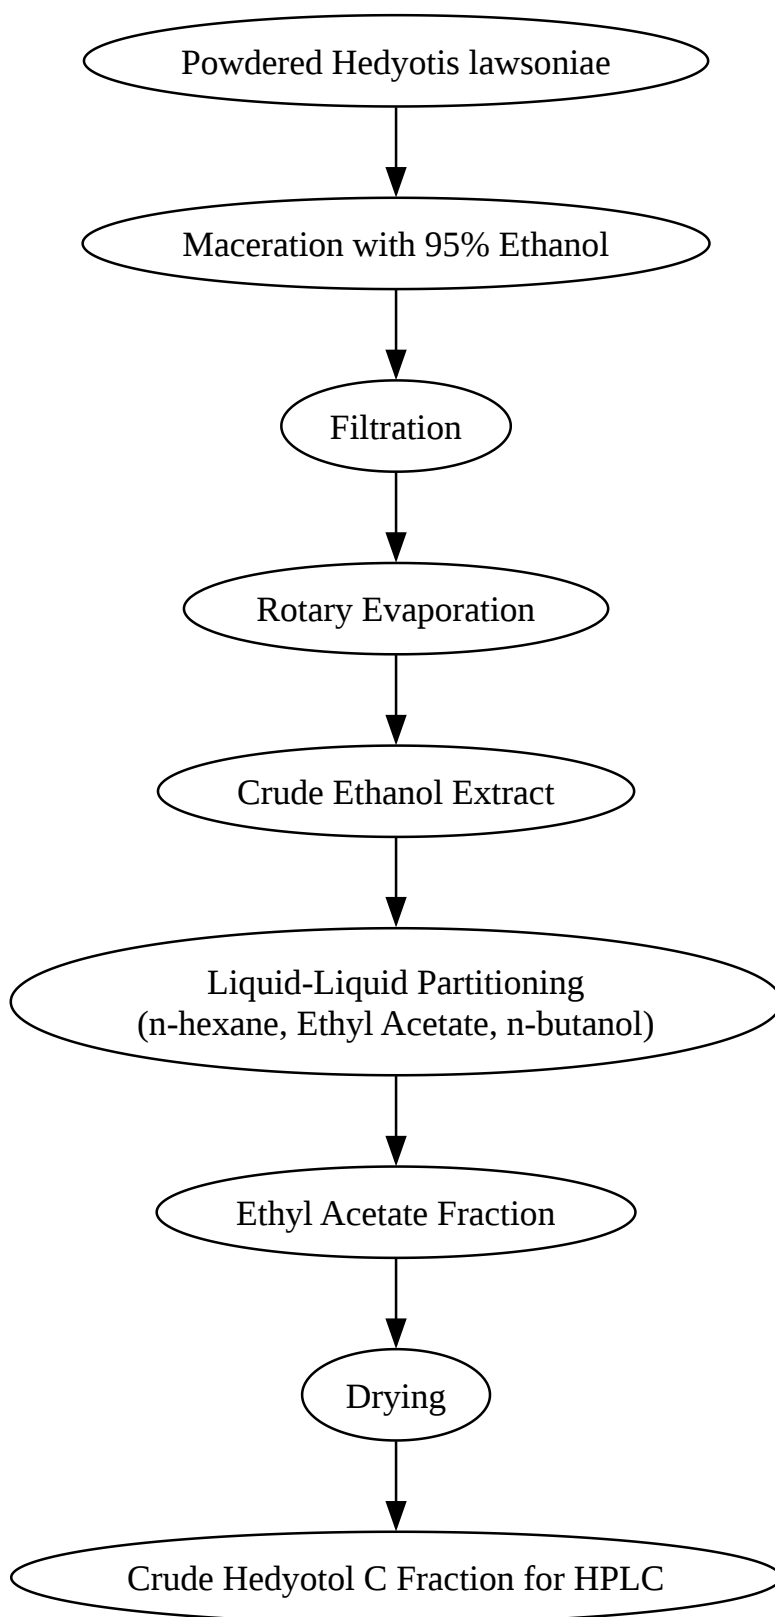 Powdered Hedyotis lawsoniae
Maceration with 95% Ethanol
Filtration
Rotary Evaporation
Crude Ethanol Extract
Liquid-Liquid Partitioning
(n-hexane, Ethyl Acetate, n-butanol)
Ethyl Acetate Fraction
Drying
Crude Hedyotol C Fraction for HPLC